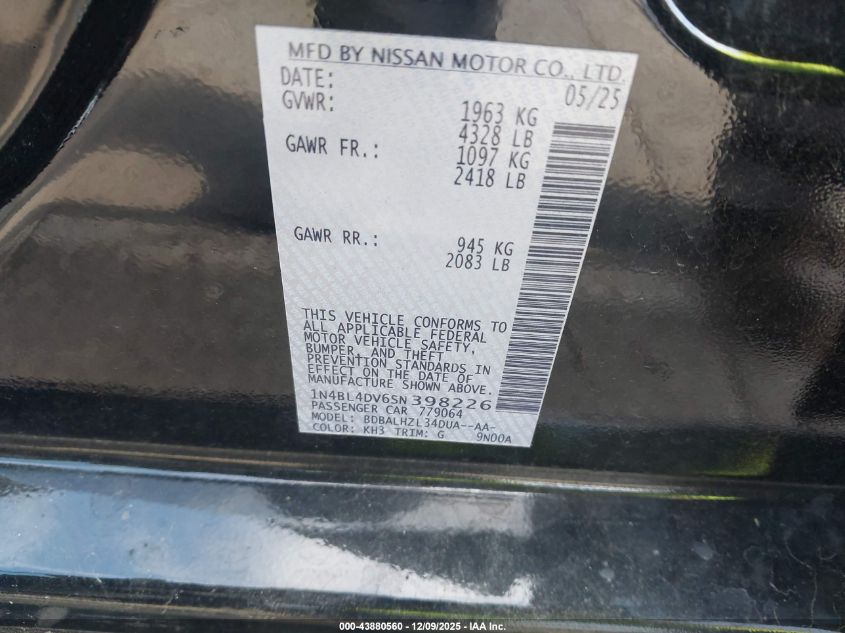 MFD BY NISSAN MOTOR CO., LTD.
DATE: 05/25
GVWR: 1963 KG
4328 LB
GAWR FR.: 1097 KG
2418 LB
GAWR RR.: 945 KG
2083 LB
THIS VEHICLE CONFORMS TO
ALL APPLICABLE FEDERAL
MOTOR VEHICLE SAFETY,
BUMPER, AND THEFT
PREVENTION STANDARDS IN
EFFECT ON THE DATE OF
MANUFACTURE SHOWN ABOVE.
1N4BL4DV6SN398226
PASSENGER CAR 779064
MODEL: BDBALHZL34DUA--AA-
COLOR: KH3 TRIM: G 9N00A
000-43880560 - 12/09/2025 - IAA Inc.